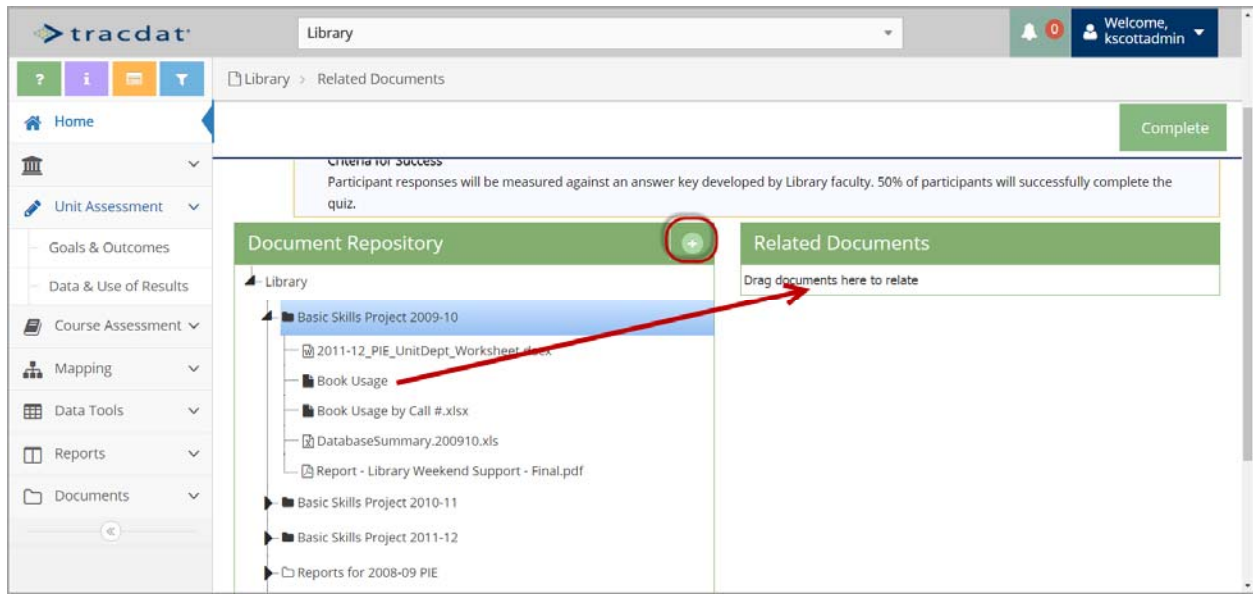 tracdat
Library
0
Welcome,
kscottadmin
?
i
Library > Related Documents
Home
Complete
Criteria for Success
Participant responses will be measured against an answer key developed by Library faculty. 50% of participants will successfully complete the
quiz.
Unit Assessment
Goals & Outcomes
Data & Use of Results
Course Assessment
Mapping
Data Tools
Reports
Documents
Document Repository
Library
Basic Skills Project 2009-10
2011-12_PIE_UnitDept_Worksheet.docx
Book Usage
Book Usage by Call #.xlsx
DatabaseSummary.200910.xls
Report - Library Weekend Support - Final.pdf
Basic Skills Project 2010-11
Basic Skills Project 2011-12
Reports for 2008-09 PIE
Related Documents
Drag documents here to relate